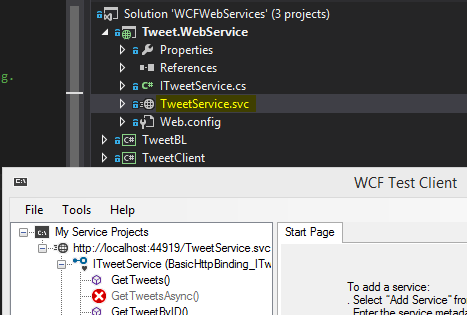 Solution 'WCFWebServices' (3 projects)
Tweet.WebService
Properties
g.
References
C# ITweetService.cs
TweetService.svc
Web.config
C# TweetBL
C# TweetClient
C:\ WCF Test Client
File Tools Help
C:\ My Service Projects
Start Page
http://localhost:44919/TweetService.svc
ITweetService (BasicHttpBinding_ITw
GetTweets()
To add a service:
GetTweetsAsync()
. Select "Add Service" fro
GetTweetByID()
Enter the service metada